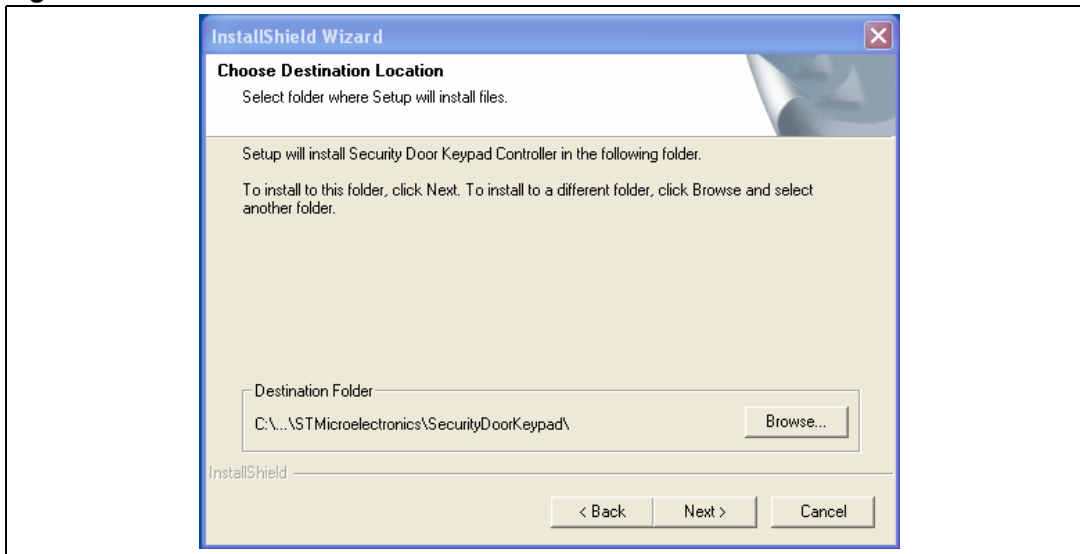 InstallShield Wizard
Choose Destination Location
Select folder where Setup will install files.
Setup will install Security Door Keypad Controller in the following folder.
To install to this folder, click Next. To install to a different folder, click Browse and select
another folder.
Destination Folder
C:\...\STMicroelectronics\SecurityDoorKeypad\
Browse...
InstallShield
< Back
Next >
Cancel